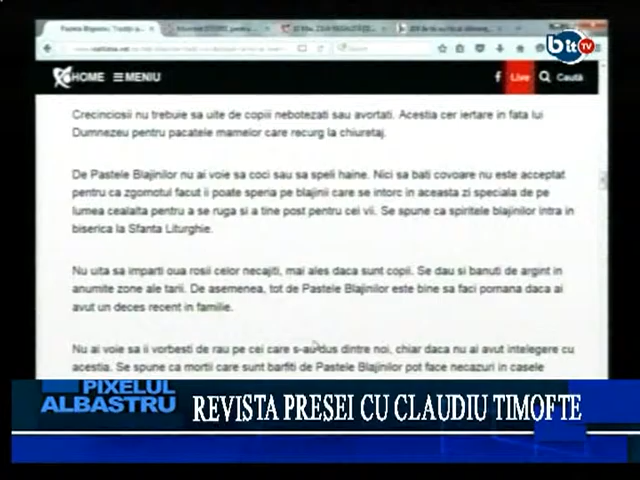 Pastele Blajinilor. Traditii s...
HOME MENIU
f Live Caută
b1tv
Crecinciosii nu trebuie sa uite de copiii nebotezati sau avortati. Acestia cer iertare in fata lui
Dumnezeu pentru pacatele mamelor care recurg la chiuretaj.
De Pastele Blajinilor nu ai voie sa coci sau sa speli haine. Nici sa bati covoare nu este acceptat
pentru ca zgomotul facut ii poate speria pe blajinii care se intorc in aceasta zi speciala de pe
lumea cealalta pentru a se ruga si a tine post pentru cei vii. Se spune ca spiritele blajinilor intra in
biserica la Sfanta Liturghie.
Nu uita sa imparti oua rosii celor necajiti, mai ales daca sunt copii. Se dau si banuti de argint in
anumite zone ale tarii. De asemenea, tot de Pastele Blajinilor este bine sa faci pomana daca ai
avut un deces recent in familie.
Nu ai voie sa ii vorbesti de rau pe cei care s-au dus dintre noi, chiar daca nu ai avut intelegere cu
acestia. Se spune ca mortii care sunt barfiti de Pastele Blajinilor pot face necazuri in casele
PIXELUL
ALBASTRU
REVISTA PRESEI CU CLAUDIU TIMOFTE